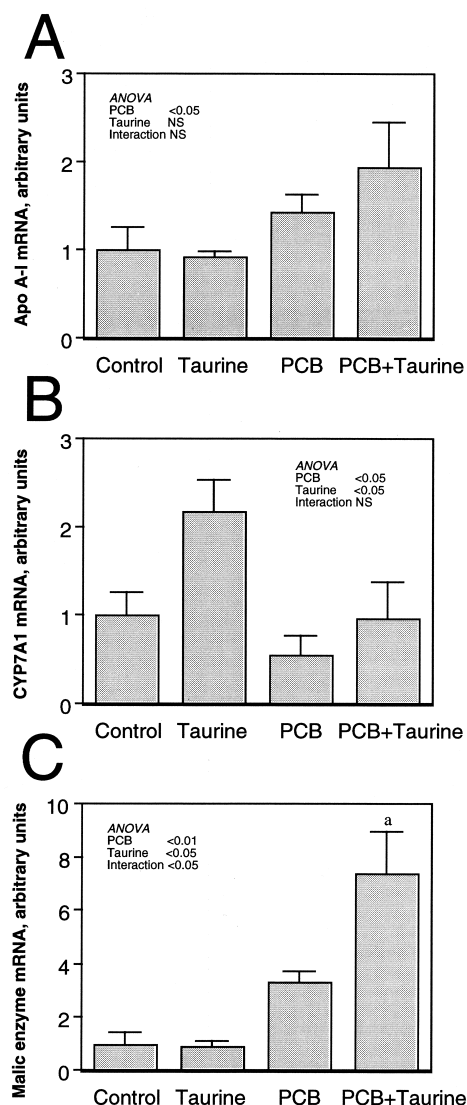 A
Apo A-I mRNA, arbitrary units
3
2
1
0
ANOVA
PCB <0.05
Taurine NS
Interaction NS
Control Taurine PCB PCB+Taurine
B
CYP7A1 mRNA, arbitrary units
3
2
1
0
ANOVA
PCB <0.05
Taurine <0.05
Interaction NS
Control Taurine PCB PCB+Taurine
C
Malic enzyme mRNA, arbitrary units
10
8
6
4
2
0
ANOVA
PCB <0.01
Taurine <0.05
Interaction <0.05
a
Control Taurine PCB PCB+Taurine